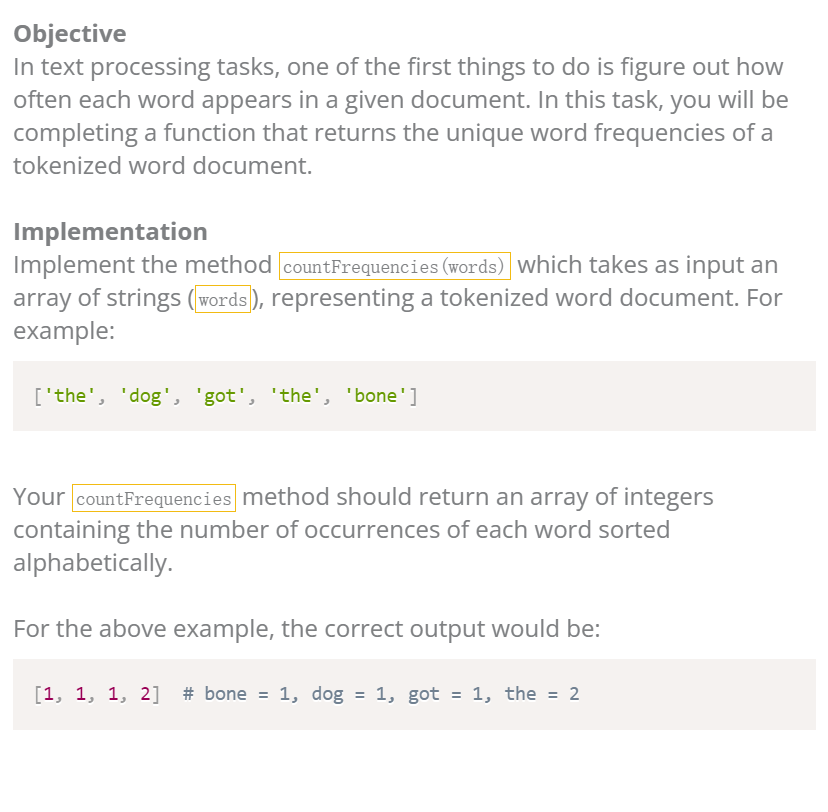 Objective
In text processing tasks, one of the first things to do is figure out how
often each word appears in a given document. In this task, you will be
completing a function that returns the unique word frequencies of a
tokenized word document.
Implementation
Implement the method countFrequencies(words) which takes as input an
array of strings (words), representing a tokenized word document. For
example:
['the', 'dog', 'got', 'the', 'bone']
Your countFrequencies method should return an array of integers
containing the number of occurrences of each word sorted
alphabetically.
For the above example, the correct output would be:
[1, 1, 1, 2]  # bone = 1, dog = 1, got = 1, the = 2